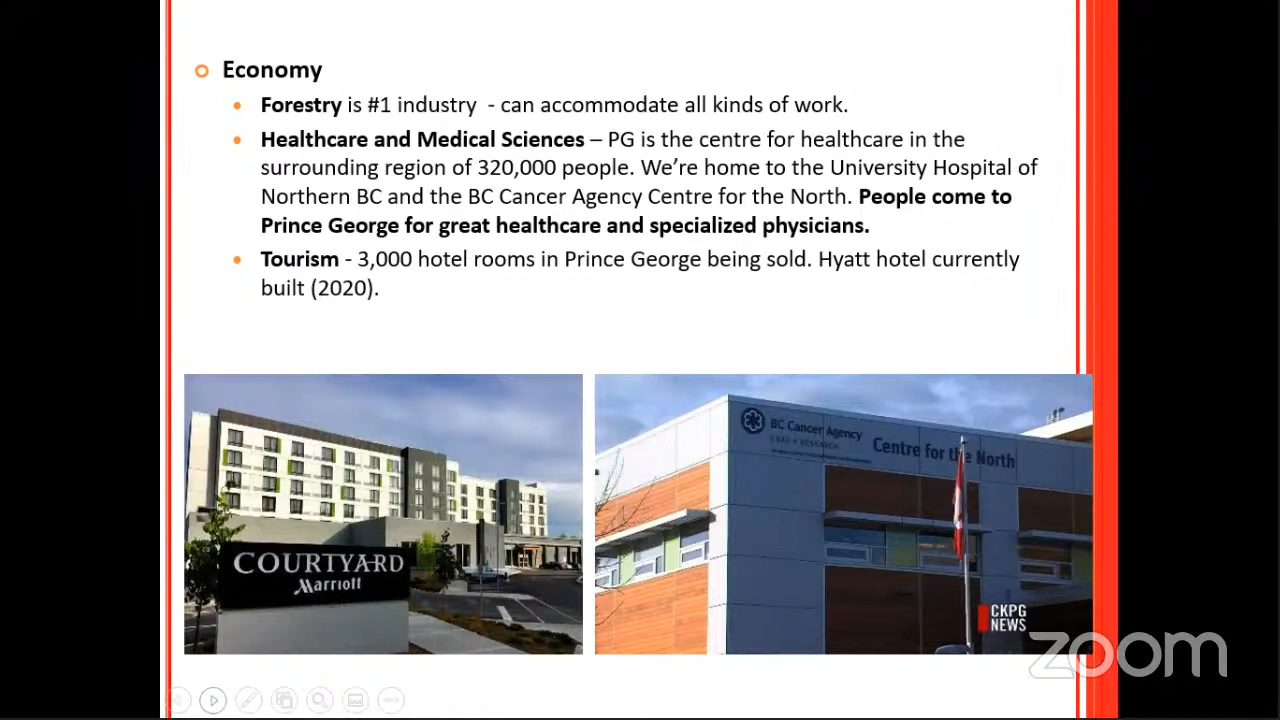 Economy
Forestry is #1 industry - can accommodate all kinds of work.
Healthcare and Medical Sciences – PG is the centre for healthcare in the
surrounding region of 320,000 people. We’re home to the University Hospital of
Northern BC and the BC Cancer Agency Centre for the North. People come to
Prince George for great healthcare and specialized physicians.
Tourism - 3,000 hotel rooms in Prince George being sold. Hyatt hotel currently
built (2020).
COURTYARD
Marriott
BC Cancer Agency
CARE + RESEARCH
Centre for the North
CKPG
NEWS
zoom